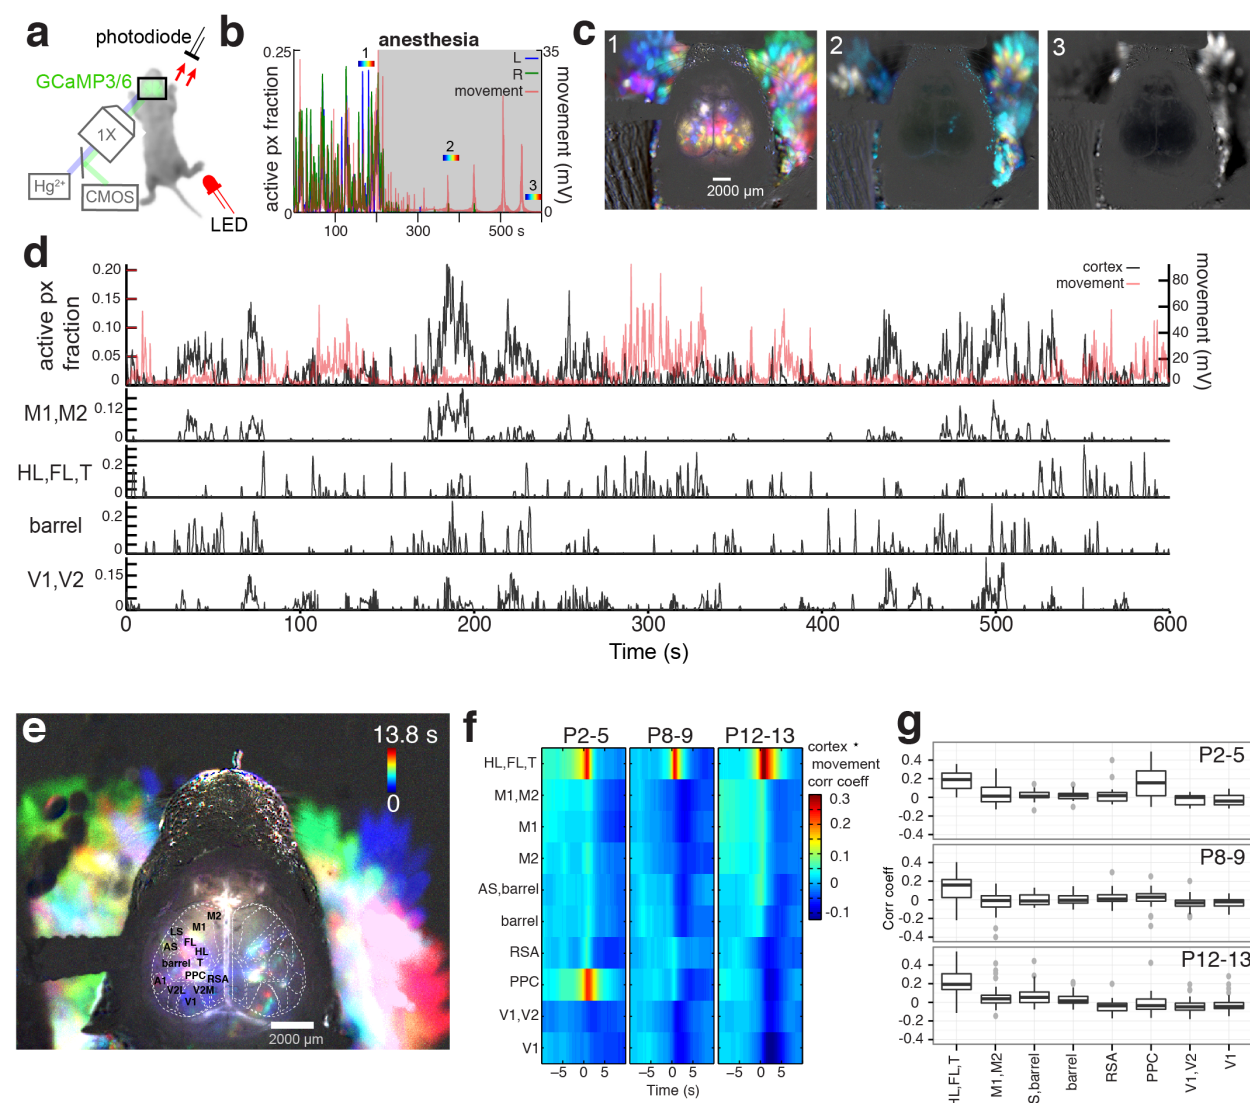 a
photodiode
GCaMP3/6
1X
Hg²⁺
CMOS
LED
b
anesthesia
0.25
35
L
R
movement
1
2
3
active px fraction
movement (mV)
0
0
100
300
500 s
c
1
2
3
2000 µm
d
cortex
movement
active px
fraction
0.20
0.15
0.10
0.05
0
80
60
40
20
0
movement (mV)
M1,M2
0.12
0
HL,FL,T
0.2
0
barrel
0.2
0
V1,V2
0.15
0
0
100
200
300
400
500
600
Time (s)
e
13.8 s
0
M2
M1
LS
FL
AS
HL
barrel
T
PPC
RSA
A1
V2L
V2M
V1
2000 µm
f
P2-5
P8-9
P12-13
HL,FL,T
M1,M2
M1
M2
AS,barrel
barrel
RSA
PPC
V1,V2
V1
−5 0 5
−5 0 5
−5 0 5
Time (s)
cortex *
movement
corr coeff
0.3
0.2
0.1
0
-0.1
g
Corr coeff
P2-5
0.4
0.2
0
-0.2
-0.4
P8-9
0.4
0.2
0
-0.2
-0.4
P12-13
0.4
0.2
0
-0.2
-0.4
HL,FL,T
M1,M2
S,barrel
barrel
RSA
PPC
V1,V2
V1